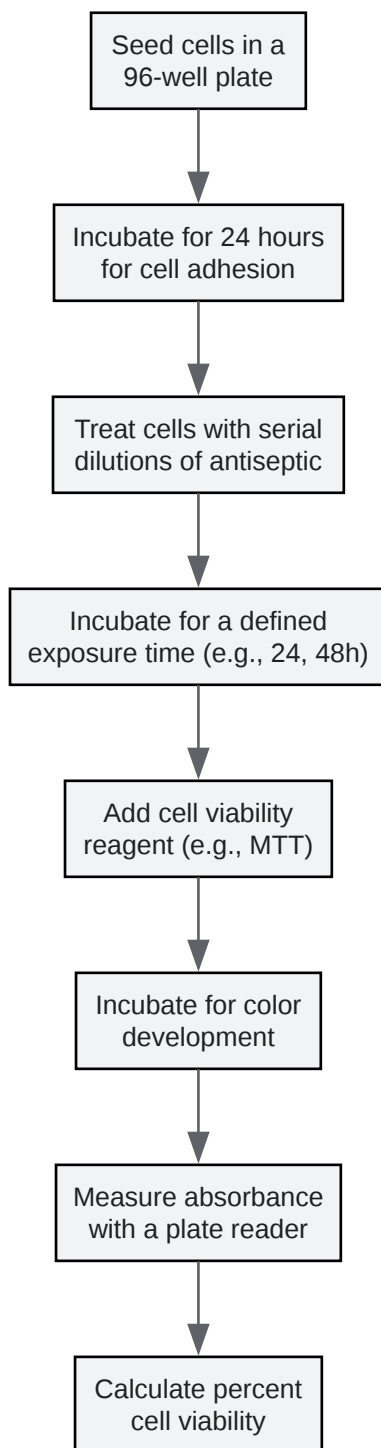 Seed cells in a
96-well plate
Incubate for 24 hours
for cell adhesion
Treat cells with serial
dilutions of antiseptic
Incubate for a defined
exposure time (e.g., 24, 48h)
Add cell viability
reagent (e.g., MTT)
Incubate for color
development
Measure absorbance
with a plate reader
Calculate percent
cell viability